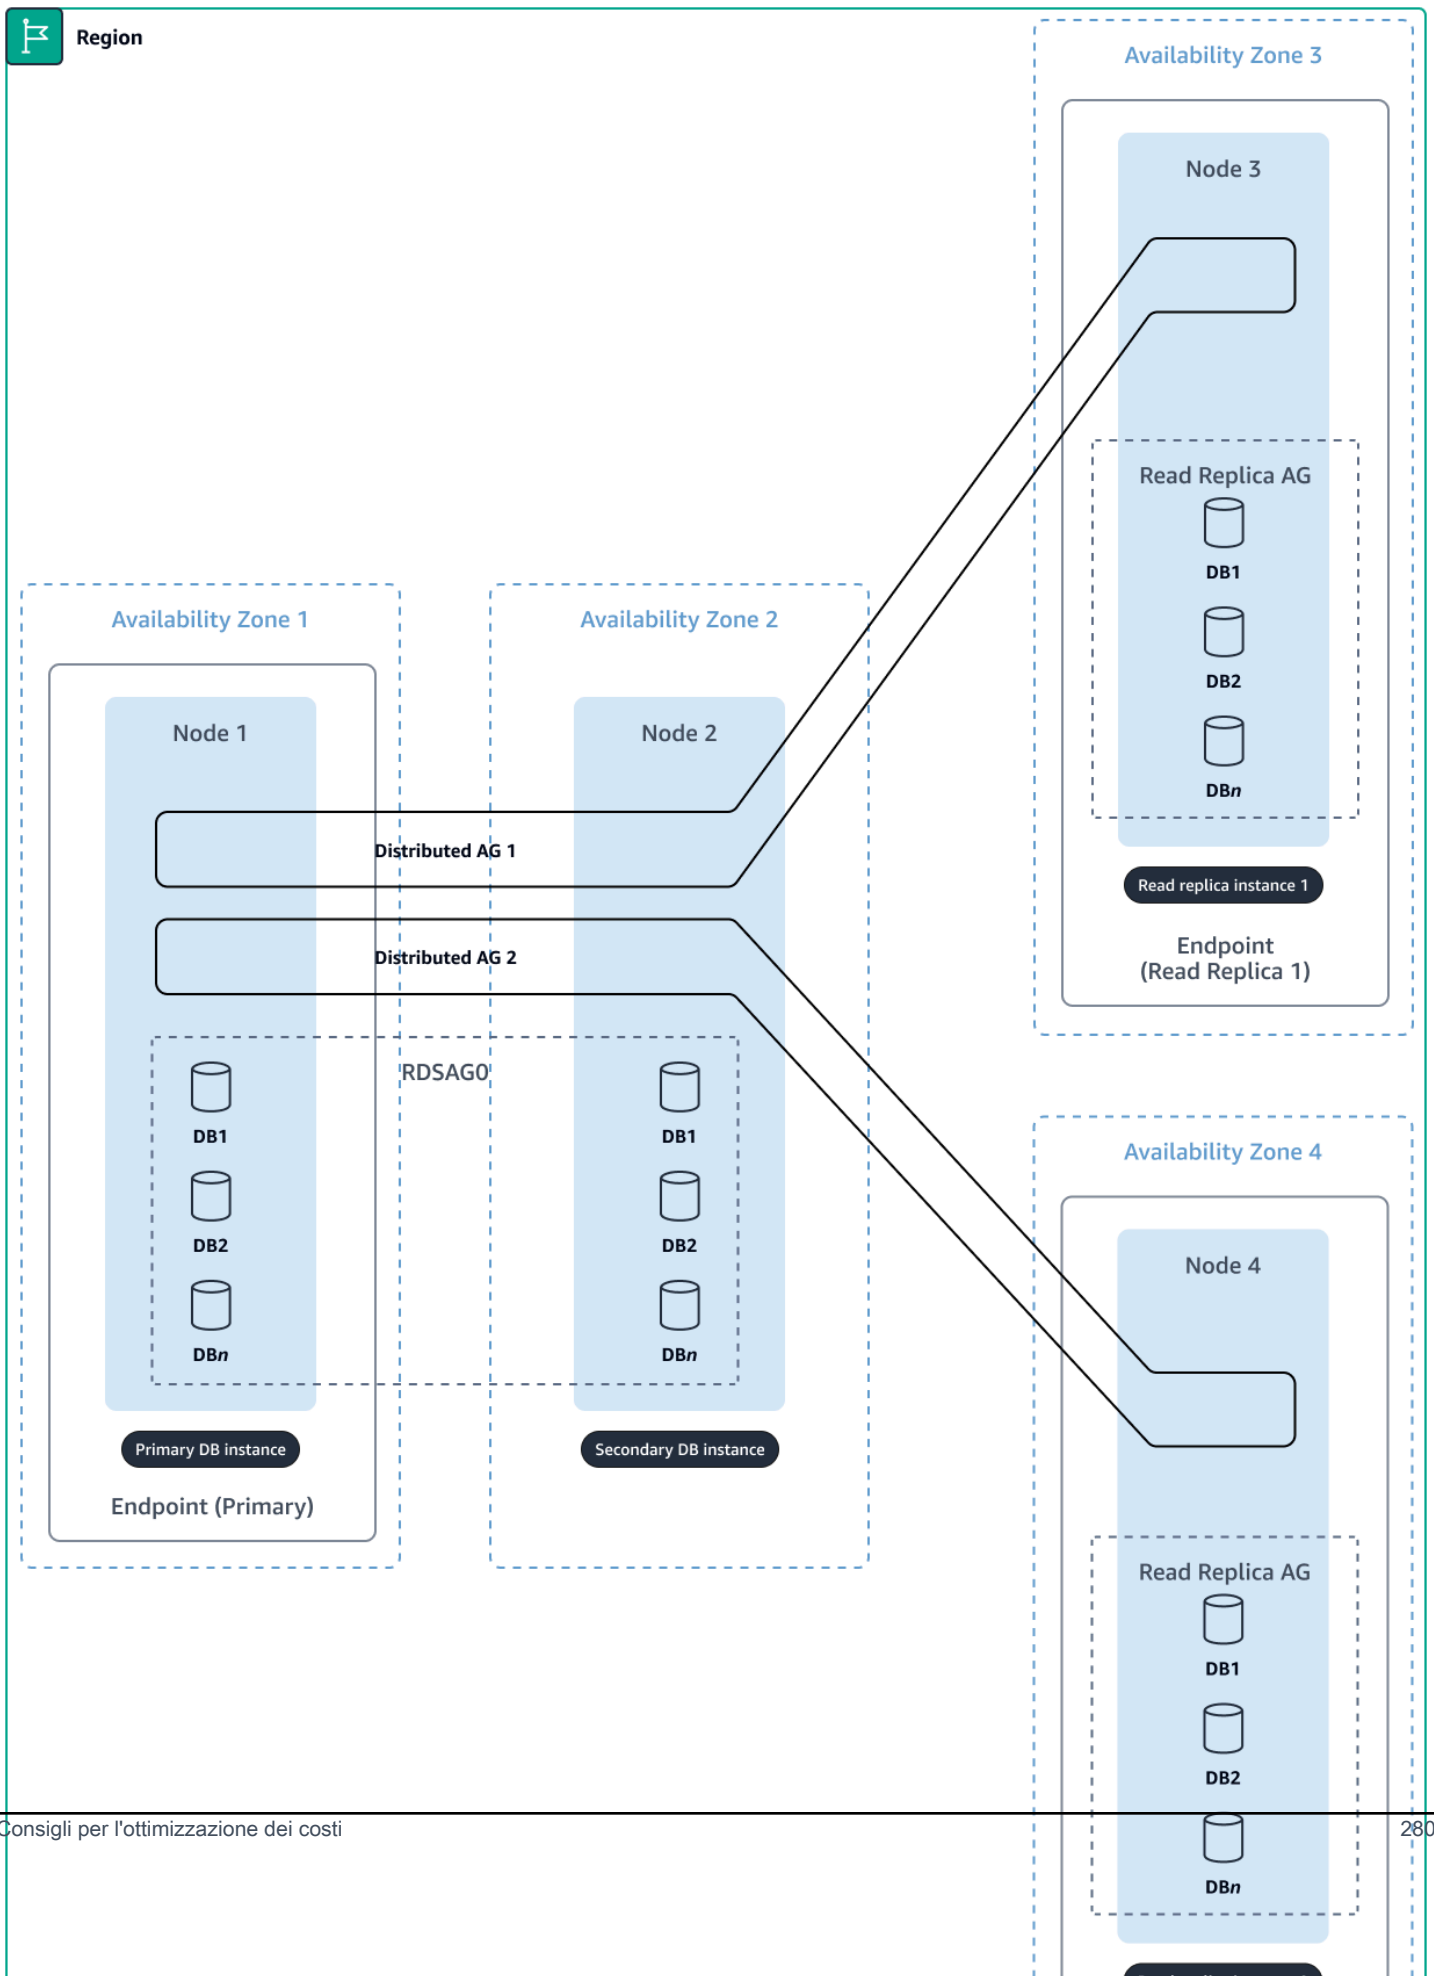 Region
Availability Zone 3
Node 3
Read Replica AG
DB1
DB2
DBn
Read replica instance 1
Endpoint
(Read Replica 1)
Availability Zone 1
Node 1
Availability Zone 2
Node 2
Distributed AG 1
Distributed AG 2
RDSAG0
DB1
DB2
DBn
DB1
DB2
DBn
Primary DB instance
Endpoint (Primary)
Secondary DB instance
Availability Zone 4
Node 4
Read Replica AG
DB1
DB2
DBn
Consigli per l'ottimizzazione dei costi
280